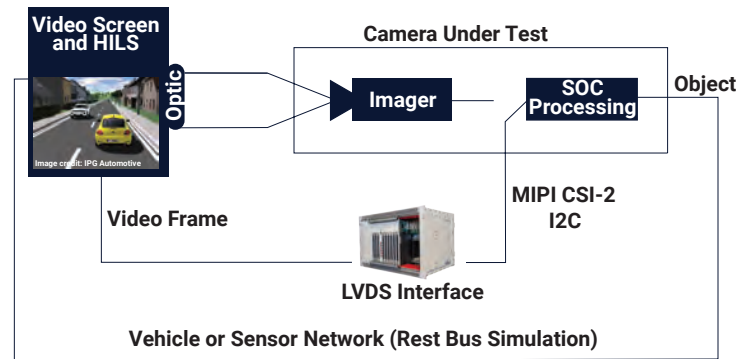 Video Screen
and HILS
Camera Under Test
Optic
Imager
SOC
Processing
Object
Image credit: IPG Automotive
Video Frame
MIPI CSI-2
I2C
LVDS Interface
Vehicle or Sensor Network (Rest Bus Simulation)